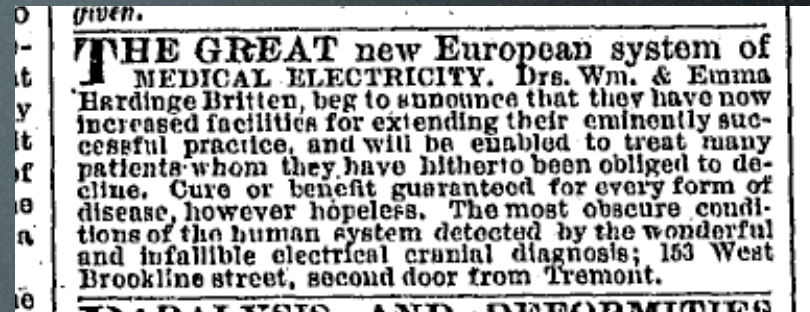 given.
THE GREAT new European system of
MEDICAL ELECTRICITY. Drs. Wm. & Emma
Hardinge Britten, beg to announce that they have now
increased facilities for extending their eminently suc-
cessful practice, and will be enabled to treat many
patients whom they have hitherto been obliged to de-
cline. Cure or benefit guaranteed for every form of
disease, however hopeless. The most obscure condi-
tions of the human system detected by the wonderful
and infallible electrical cranial diagnosis; 153 West
Brookline street, second door from Tremont.
PARALYSIS AND DEFORMITIES